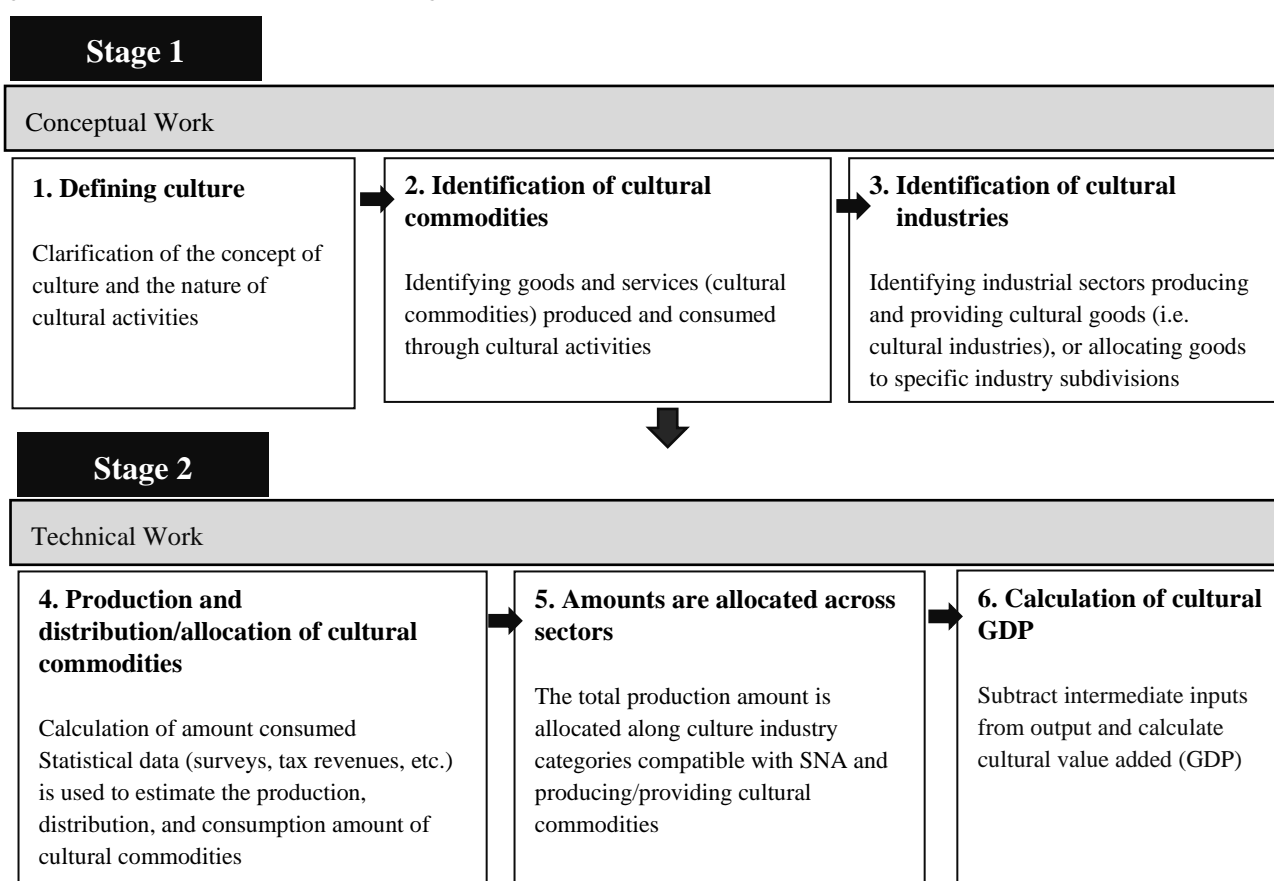 Stage 1
Conceptual Work
1. Defining culture
Clarification of the concept of
culture and the nature of
cultural activities
2. Identification of cultural
commodities
Identifying goods and services (cultural
commodities) produced and consumed
through cultural activities
3. Identification of cultural
industries
Identifying industrial sectors producing
and providing cultural goods (i.e.
cultural industries), or allocating goods
to specific industry subdivisions
Stage 2
Technical Work
4. Production and
distribution/allocation of cultural
commodities
Calculation of amount consumed
Statistical data (surveys, tax revenues, etc.)
is used to estimate the production,
distribution, and consumption amount of
cultural commodities
5. Amounts are allocated across
sectors
The total production amount is
allocated along culture industry
categories compatible with SNA and
producing/providing cultural
commodities
6. Calculation of cultural
GDP
Subtract intermediate inputs
from output and calculate
cultural value added (GDP)